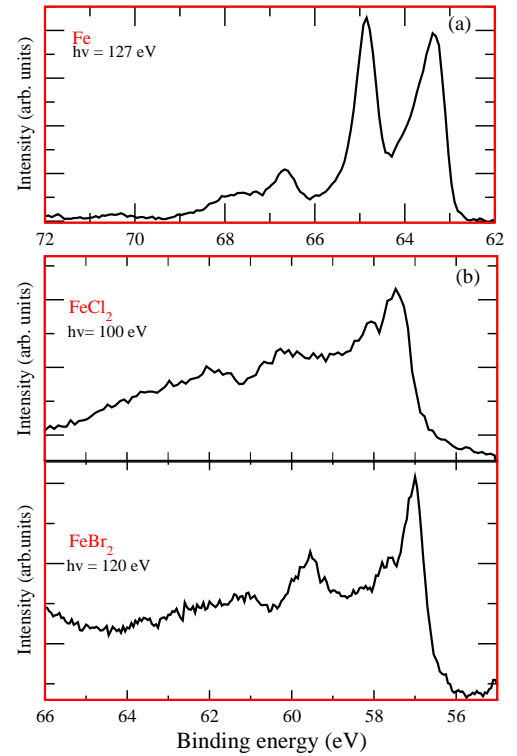 (a)
Fe
hν = 127 eV
Intensity (arb. units)
72 70 68 66 64 62
(b)
FeCl₂
hν= 100 eV
Intensity (arb. units)
FeBr₂
hν = 120 eV
Intensity (arb.units)
66 64 62 60 58 56
Binding energy (eV)